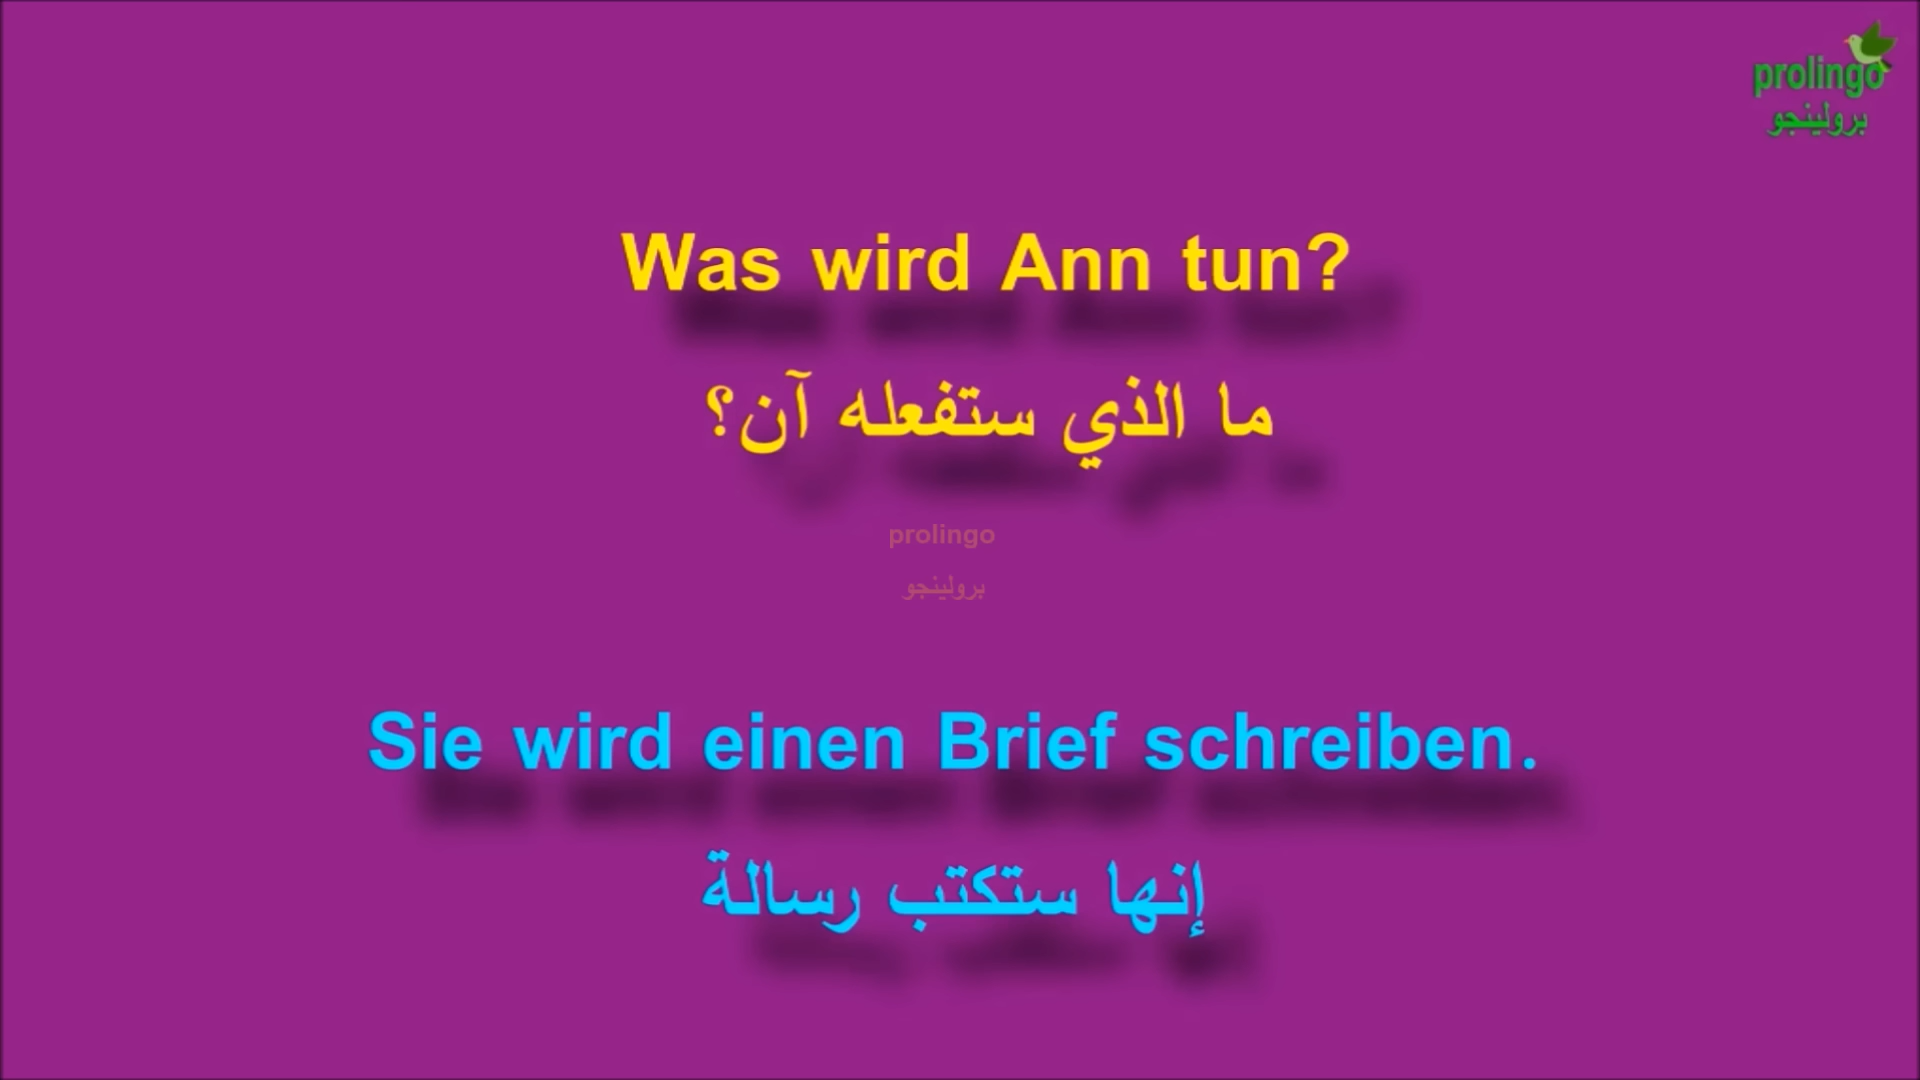 prolingo
برولينجو
Was wird Ann tun?
ما الذي ستفعله آن؟
prolingo
برولينجو
Sie wird einen Brief schreiben.
إنها ستكتب رسالة